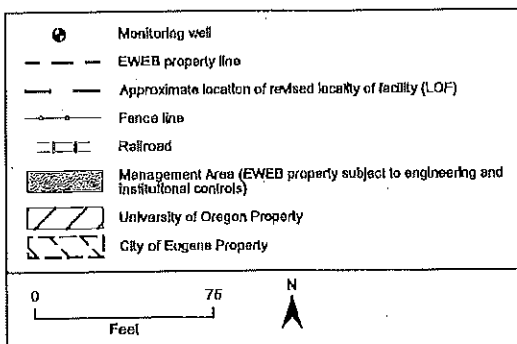 Monitoring well
EWEB property line
Approximate location of revised locality of facility (LOF)
Fence line
Railroad
Management Area (EWEB property subject to engineering and
institutional controls)
University of Oregon Property
City of Eugene Property
0 75
Feet
N